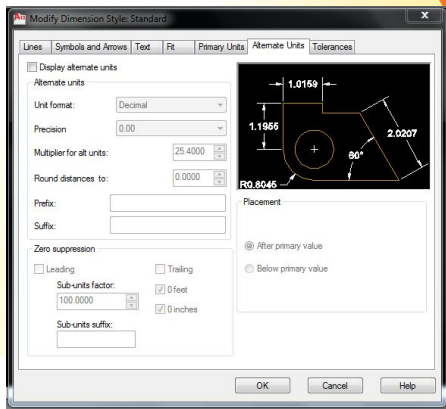 Modify Dimension Style: Standard
x
Lines Symbols and Arrows Text Fit Primary Units Alternate Units Tolerances
Display alternate units
Alternate units
Unit format: Decimal
Precision 0.00
Multiplier for alt units: 25.4000
Round distances to: 0.0000
Prefix:
Suffix:
Zero suppression
Leading Trailing
Sub-units factor: 0 feet
100.0000 0 inches
Sub-units suffix:
1.0159
1.1955
2.0207
60°
R0.8045
Placement
After primary value
Below primary value
OK Cancel Help